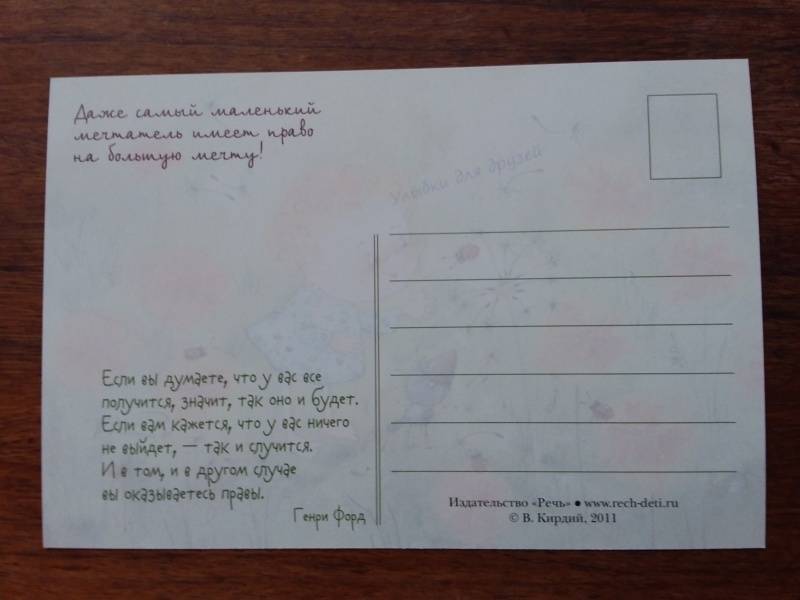 Даже самый маленький
мечтатель имеет право
на большую мечту!
Улыбки для друзей
Если вы думаете, что у вас все
получится, значит, так оно и будет.
Если вам кажется, что у вас ничего
не выйдет, — так и случится.
И в том, и в другом случае
вы оказываетесь правы.
Генри Форд
Издательство «Речь» • www.rech-deti.ru
© В. Кирдий, 2011